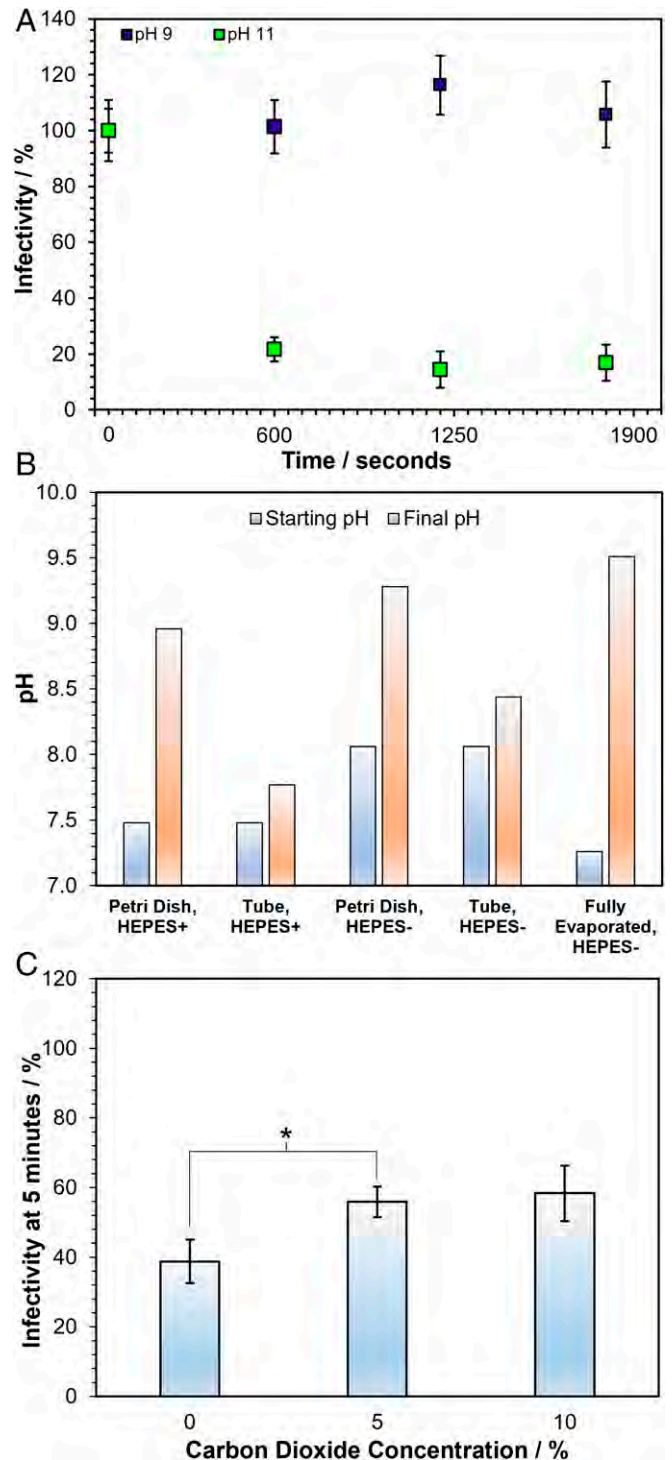 A
140
pH 9
pH 11
120
100
80
60
40
20
0
Infectivity / %
0
600
1250
1900
Time / seconds
B
10.0
Starting pH
Final pH
9.5
9.0
8.5
8.0
7.5
7.0
pH
Petri Dish, HEPES+
Tube, HEPES+
Petri Dish, HEPES-
Tube, HEPES-
Fully Evaporated, HEPES-
C
120
100
80
60
40
20
0
*
Infectivity at 5 minutes / %
0
5
10
Carbon Dioxide Concentration / %